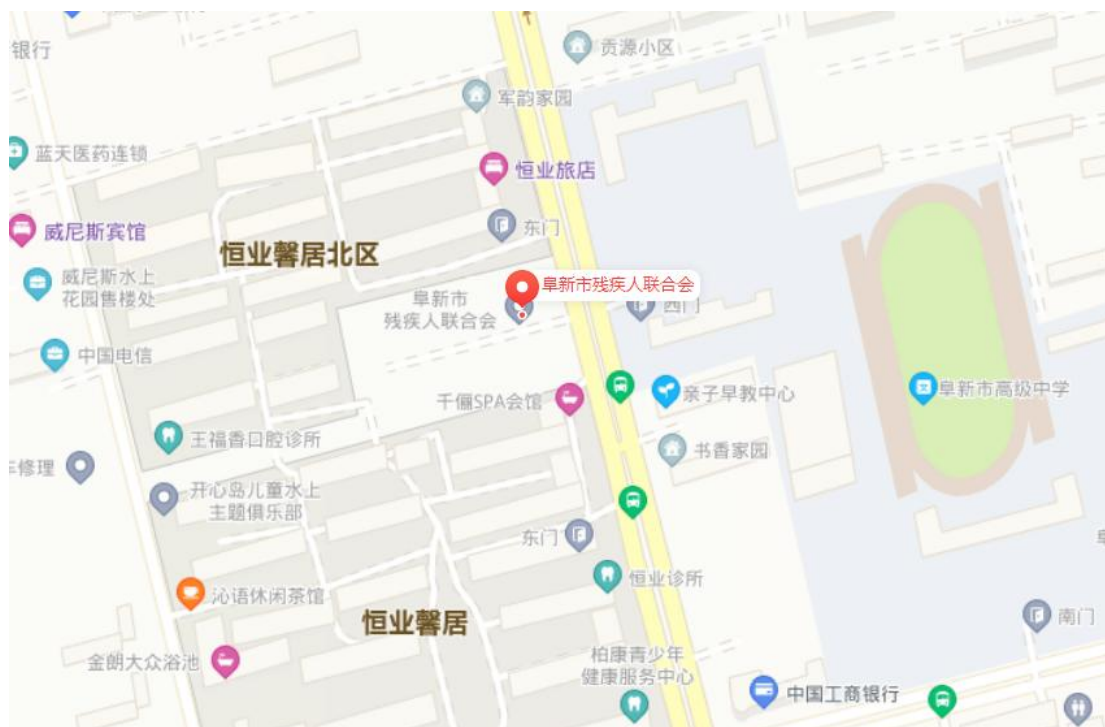 银行
贡源小区
军韵家园
蓝天医药连锁
恒业旅店
威尼斯宾馆
东门
恒业馨居北区
威尼斯水上
花园售楼处
阜新市残疾人联合会
阜新市
残疾人联合会
西门
中国电信
千俪SPA会馆
亲子早教中心
阜新市高级中学
王福香口腔诊所
书香家园
修理
开心岛儿童水上
主题俱乐部
东门
恒业诊所
沁语休闲茶馆
恒业馨居
南门
金朗大众浴池
柏康青少年
健康服务中心
中国工商银行